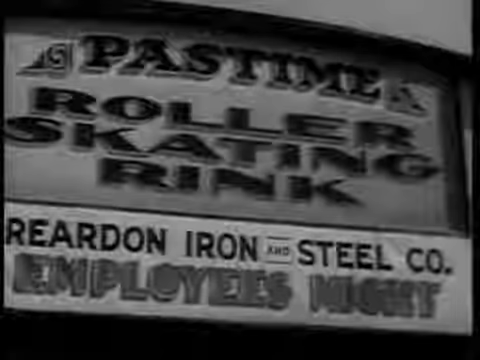 PASTIME
ROLLER
SKATING
RINK
REARDON IRON AND STEEL CO.
EMPLOYEES NIGHT